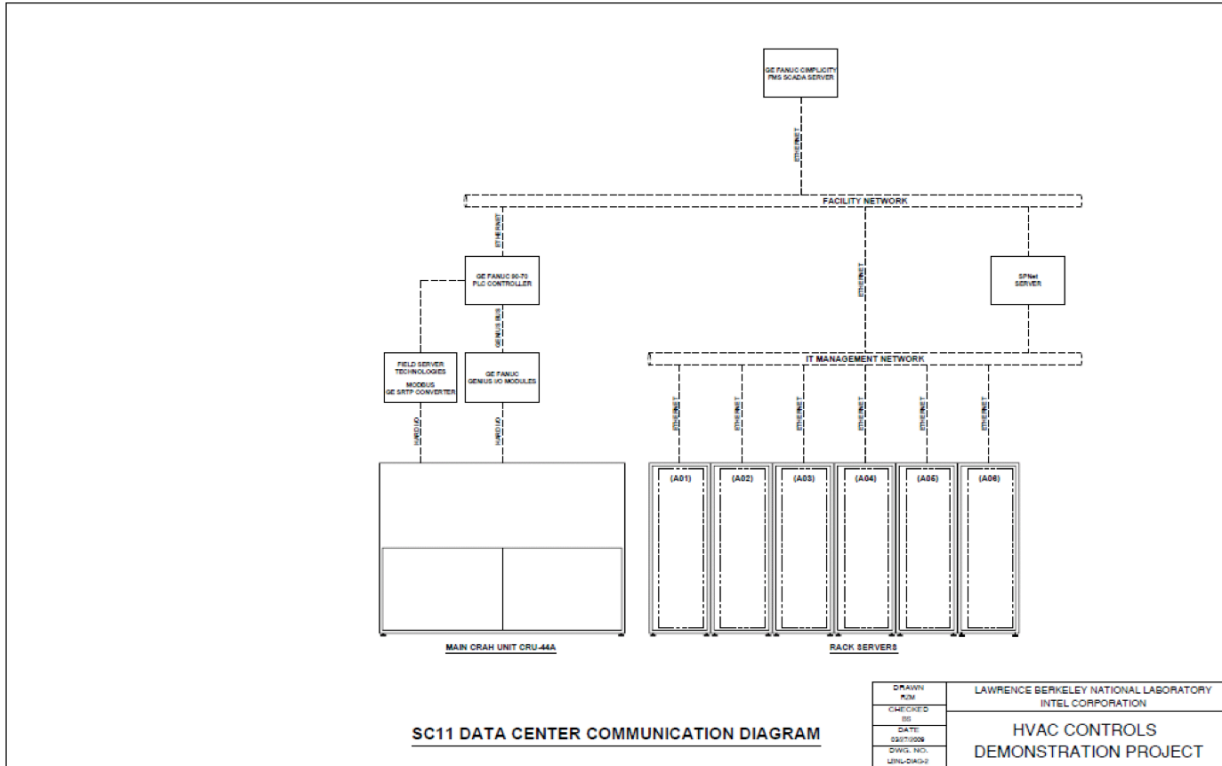 GE FANUC CIMPLICITY
PMS SCADA SERVER
ETHERNET
FACILITY NETWORK
ETHERNET
ETHERNET
GE FANUC 90-70
PLC CONTROLLER
SPNet
SERVER
GENIUS BUS
IT MANAGEMENT NETWORK
FIELD SERVER
TECHNOLOGIES
MODBUS
GE SRTP CONVERTER
GE FANUC
GENIUS I/O MODULES
HARD I/O
HARD I/O
ETHERNET
ETHERNET
ETHERNET
ETHERNET
ETHERNET
ETHERNET
(A01)
(A02)
(A03)
(A04)
(A05)
(A06)
MAIN CRAH UNIT CRU-44A
RACK SERVERS
SC11 DATA CENTER COMMUNICATION DIAGRAM
DRAWN
RZM
CHECKED
DATE
DWG. NO.
LAWRENCE BERKELEY NATIONAL LABORATORY
INTEL CORPORATION
HVAC CONTROLS
DEMONSTRATION PROJECT